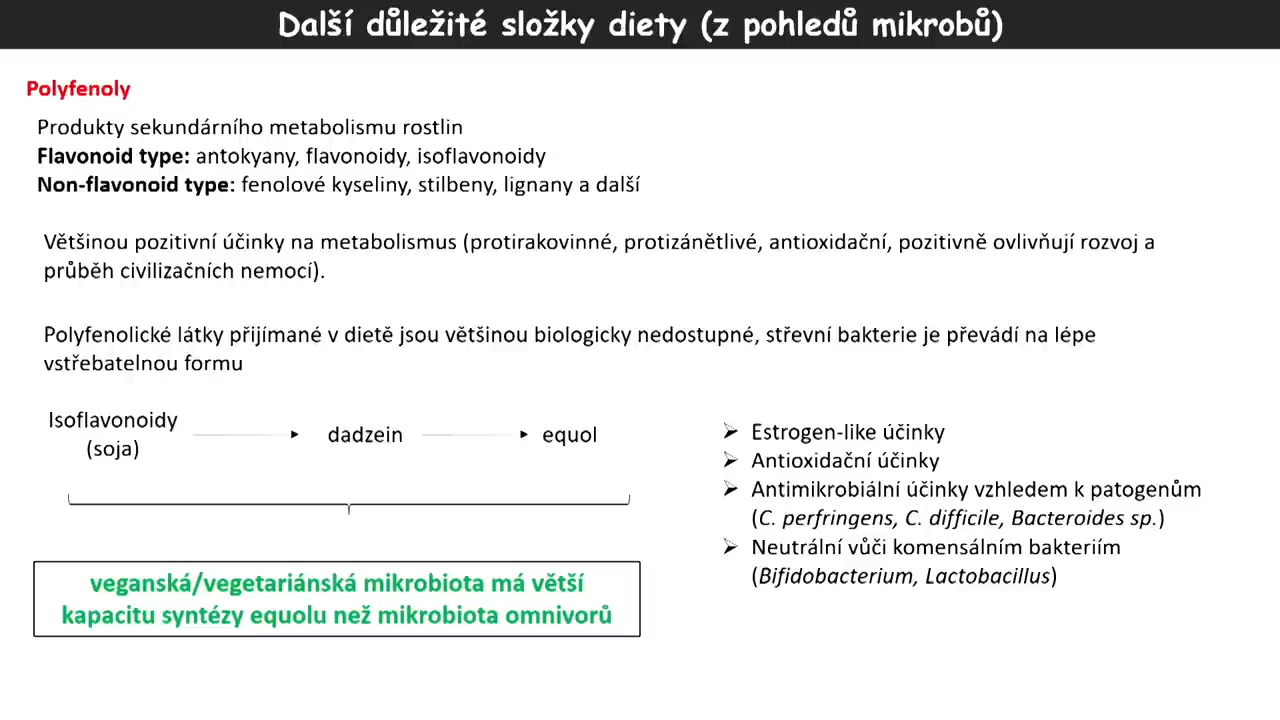 Další důležité složky diety (z pohledů mikrobů)
Polyfenoly
Produkty sekundárního metabolismu rostlin
Flavonoid type: antokyany, flavonoidy, isoflavonoidy
Non-flavonoid type: fenolové kyseliny, stilbeny, lignany a další
Většinou pozitivní účinky na metabolismus (protirakovinné, protizánětlivé, antioxidační, pozitivně ovlivňují rozvoj a
průběh civilizačních nemocí).
Polyfenolické látky přijímané v dietě jsou většinou biologicky nedostupné, střevní bakterie je převádí na lépe
vstřebatelnou formu
Isoflavonoidy
(soja)
dadzein
equol
veganská/vegetariánská mikrobiota má větší
kapacitu syntézy equolu než mikrobiota omnivorů
➢ Estrogen-like účinky
➢ Antioxidační účinky
➢ Antimikrobiální účinky vzhledem k patogenům
(C. perfringens, C. difficile, Bacteroides sp.)
➢ Neutrální vůči komensálním bakteriím
(Bifidobacterium, Lactobacillus)